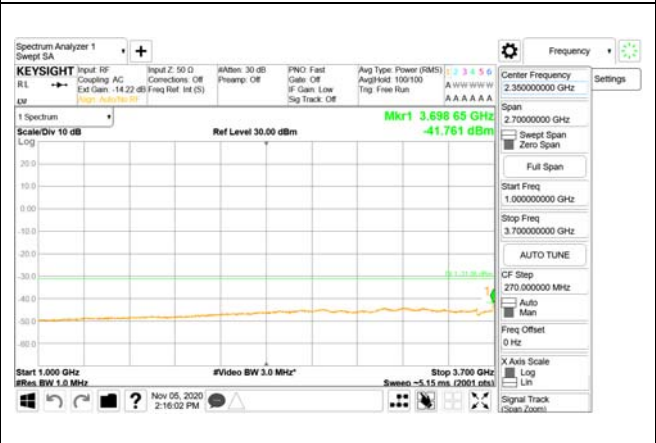 Spectrum Analyzer 1
Swept SA
Frequency
KEYSIGHT
RL
Input: RF
Coupling: AC
Ext Gain: -14.22 dB
Align: Auto/No RF
Input Z: 50 Ω
Corrections: Off
Freq Ref: Int (S)
#Atten: 30 dB
Preamp: Off
PNO: Fast
Gate: Off
IF Gain: Low
Sig Track: Off
Avg Type: Power (RMS)
Avg|Hold: 100/100
Trig: Free Run
1 2 3 4 5 6
A W W W W W
A A A A A A
1 Spectrum
Scale/Div 10 dB
Ref Level 30.00 dBm
Mkr1 3.698 65 GHz
-41.761 dBm
Log
20.0
10.0
0.00
-10.0
-20.0
-30.0
-40.0
-50.0
-60.0
1
Start 1.000 GHz
#Res BW 1.0 MHz
#Video BW 3.0 MHz*
Stop 3.700 GHz
Sweep ~5.15 ms (2001 pts)
Nov 05, 2020
2:16:02 PM
Center Frequency
2.350000000 GHz
Settings
Span
2.70000000 GHz
Swept Span
Zero Span
Full Span
Start Freq
1.000000000 GHz
Stop Freq
3.700000000 GHz
AUTO TUNE
CF Step
270.000000 MHz
Auto
Man
Freq Offset
0 Hz
X Axis Scale
Log
Lin
Signal Track
(Span Zoom)